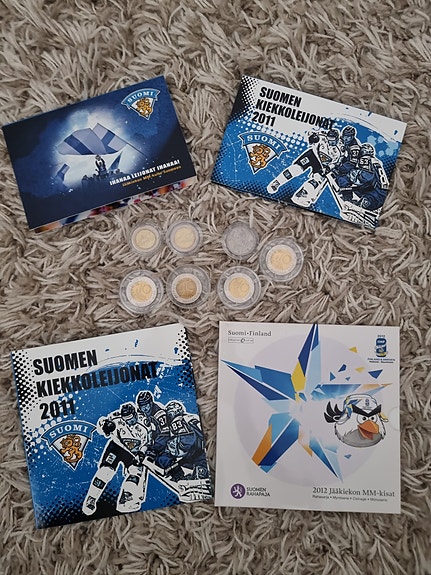 SUOMI
IHANAA LEIJONAT IHANAA!
SUOMEN
KIEKKOLEIJONAT
2011
SUOMI
SUOMEN
KIEKKOLEIJONAT
2011
SUOMI
Suomi•Finland
2012
SUOMEN
RAHAPAJA
2012 Jääkiekon MM-kisat